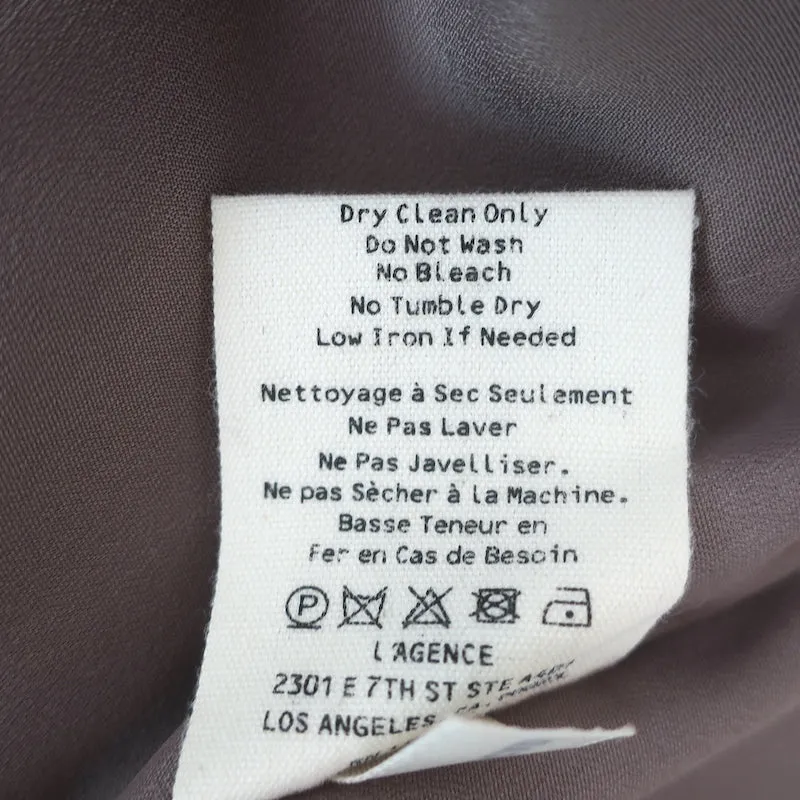 Dry Clean Only
Do Not Wash
No Bleach
No Tumble Dry
Low Iron If Needed
Nettoyage à Sec Seulement
Ne Pas Laver
Ne Pas Javelliser.
Ne pas Sècher à la Machine.
Basse Teneur en
Fer en Cas de Besoin
P
L'AGENCE
2301 E 7TH ST STE
LOS ANGELES